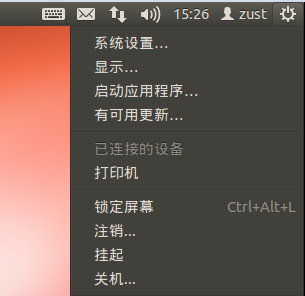 15:26 zust
系统设置...
显示...
启动应用程序...
有可用更新...
已连接的设备
打印机
锁定屏幕 Ctrl+Alt+L
注销...
挂起
关机...